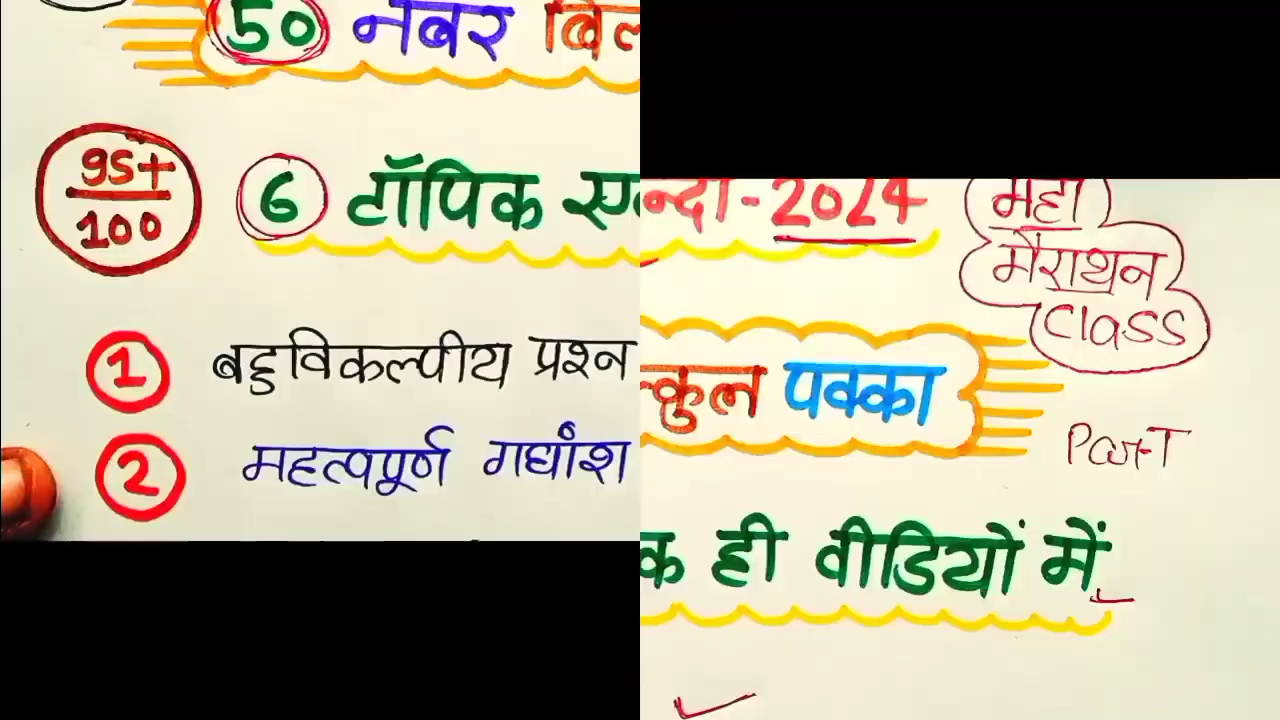 50 नंबर बिल
95+
100
6 टॉपिक ए
1 बहुविकल्पीय प्रश्न
2 महत्वपूर्ण गद्यांश
न्दी-2024
महा
मैराथन
Class
्कुल पक्का
Part
क ही वीडियों में